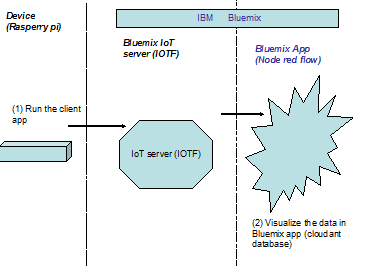 Device
(Rasperry pi)
IBM Bluemix
Bluemix IoT
server (IOTF)
Bluemix App
(Node red flow)
(1) Run the client
app
IoT server (IOTF)
(2) Visualize the data in
Bluemix app (cloudant
database)